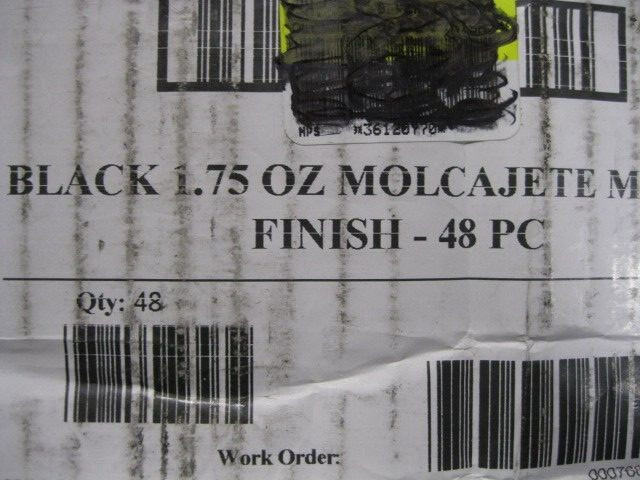 BLACK 1.75 OZ MOLCAJETE M
FINISH - 48 PC
Qty: 48
Work Order: